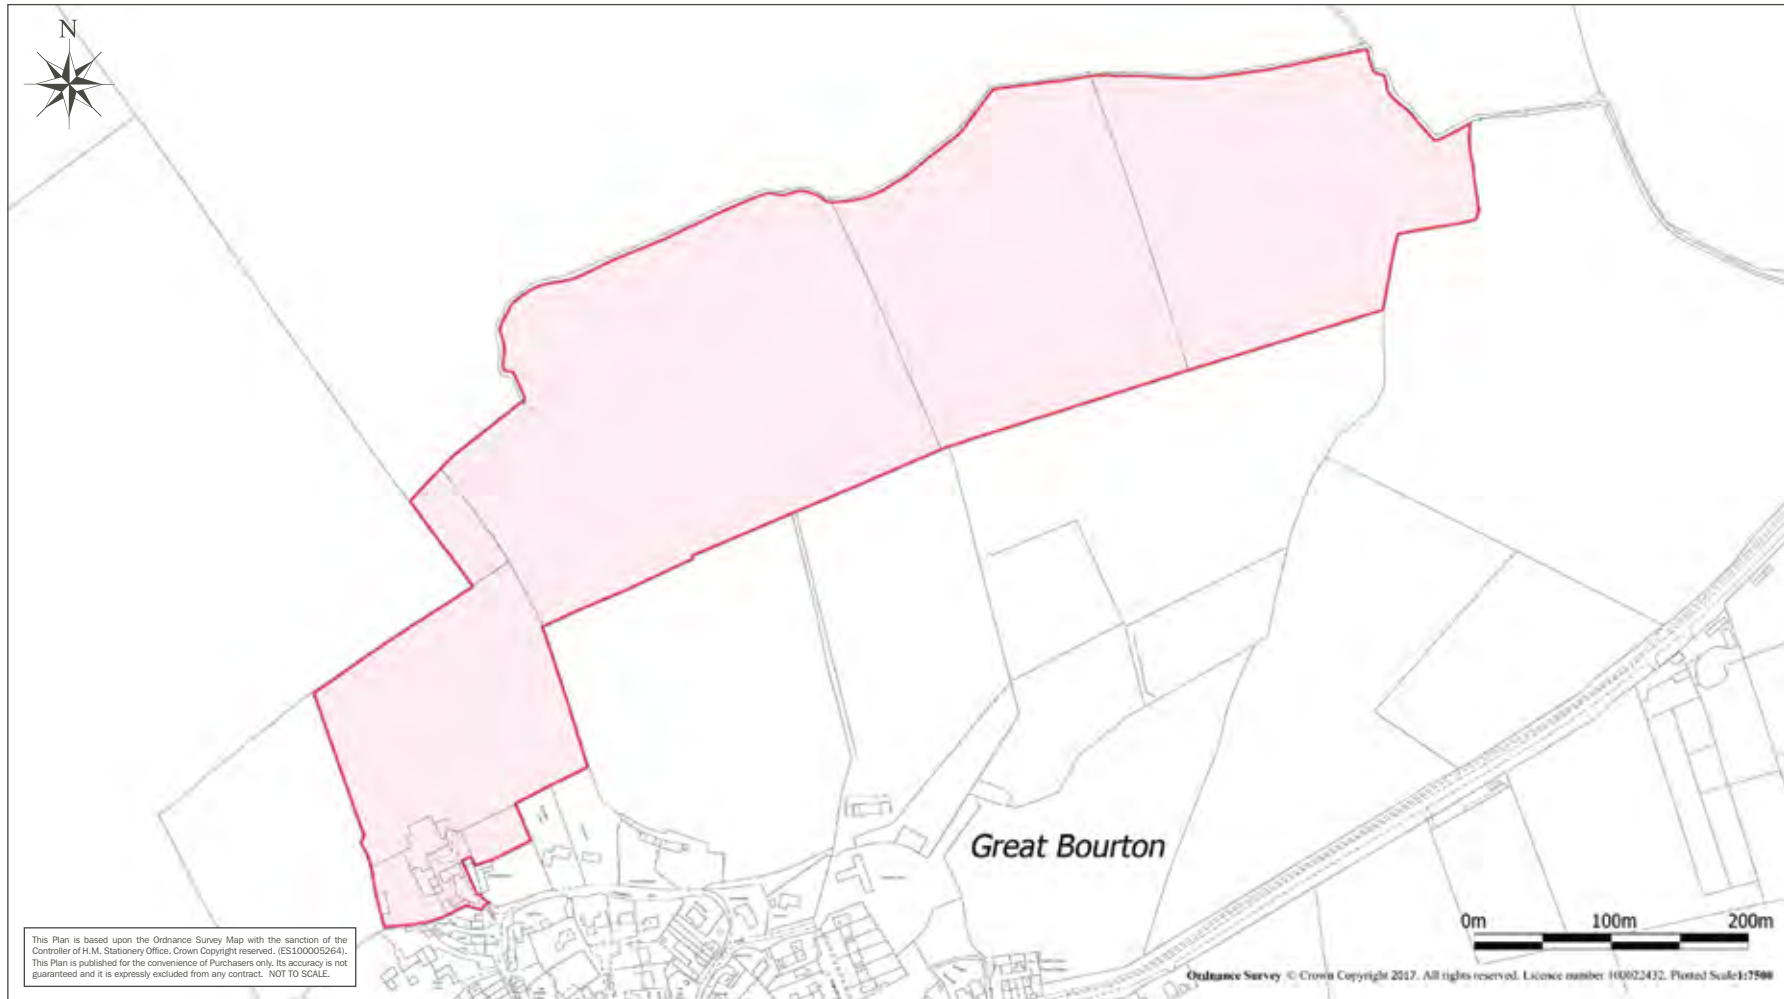 N
Great Bourton
0m 100m 200m
This Plan is based upon the Ordnance Survey Map with the sanction of the
Controller of H.M. Stationery Office. Crown Copyright reserved. (ES100005264).
This Plan is published for the convenience of Purchasers only. Its accuracy is not
guaranteed and it is expressly excluded from any contract. NOT TO SCALE.
Ordnance Survey © Crown Copyright 2017. All rights reserved. Licence number 100022432. Plotted Scale1:7500